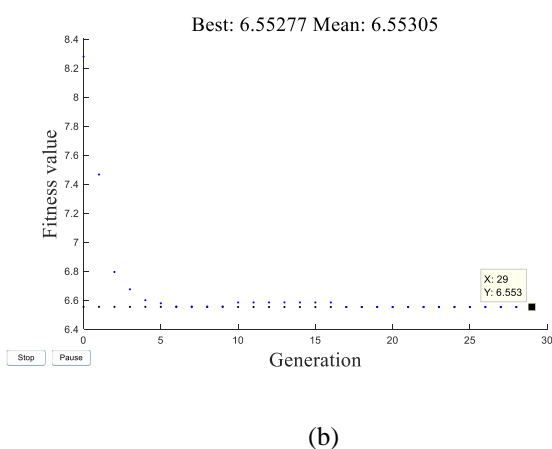 Best: 6.55277 Mean: 6.55305
8.4
8.2
8
7.8
7.6
7.4
7.2
7
6.8
6.6
6.4
Fitness value
X: 29
Y: 6.553
0 5 10 15 20 25 30
Stop Pause
Generation
(b)